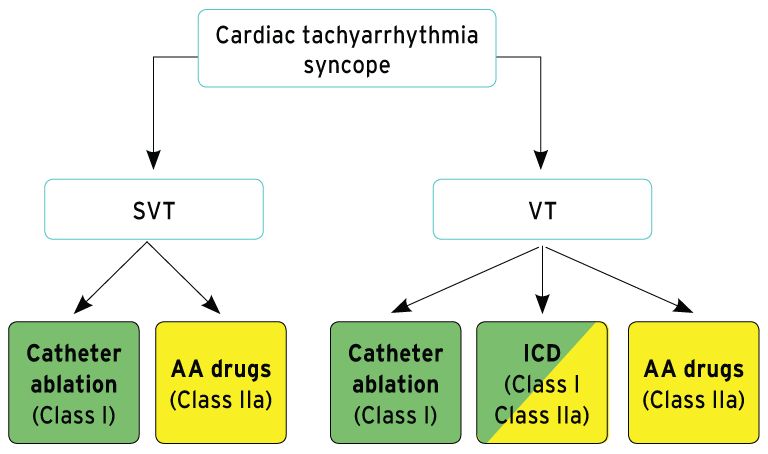 Cardiac tachyarrhythmia
syncope
SVT
VT
Catheter
ablation
(Class I)
AA drugs
(Class IIa)
Catheter
ablation
(Class I)
ICD
(Class I
Class IIa)
AA drugs
(Class IIa)